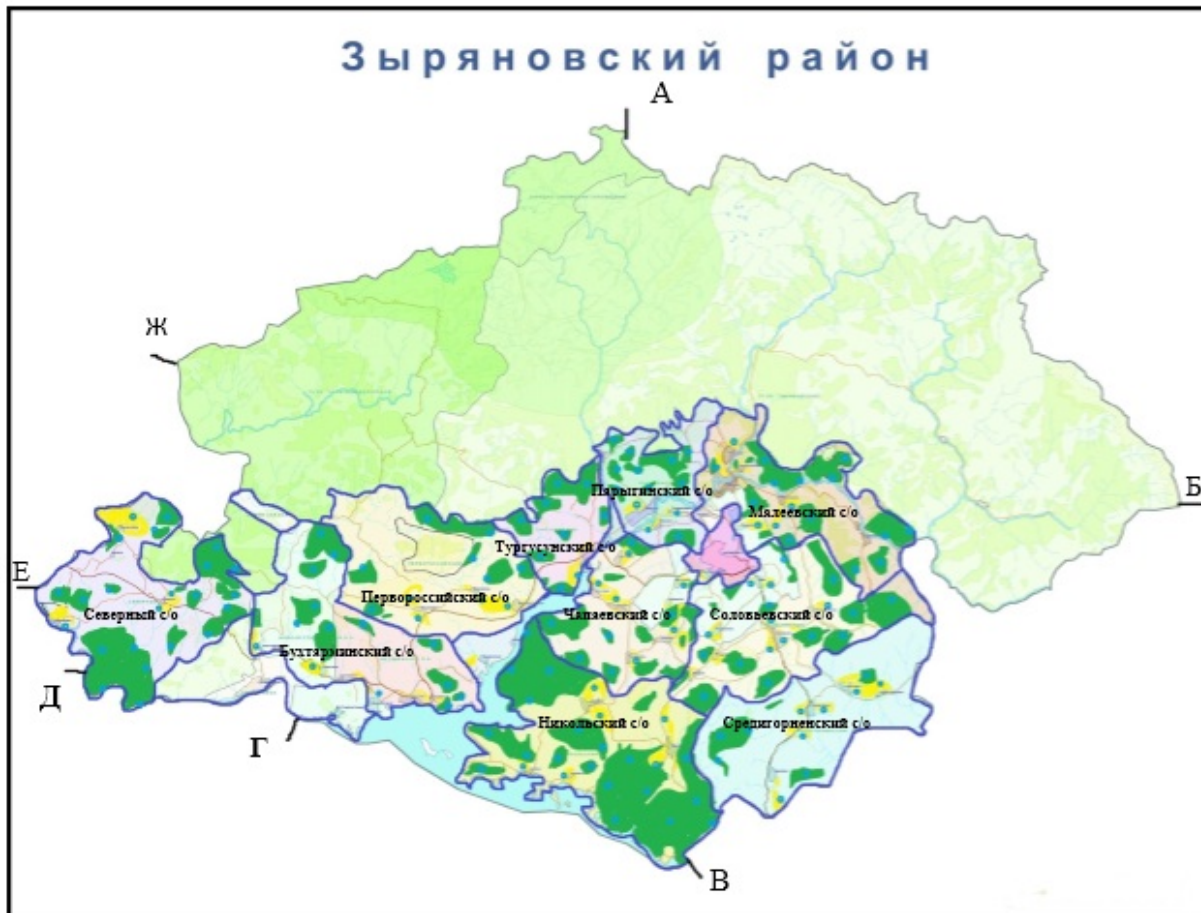 Зыряновский район
А
Ж
Б
Парыгинский с/о
Малеевский с/о
Тургусунский с/о
Е
Первороссийский с/о
Северный с/о
Чапаевский с/о
Соловьевский с/о
Бухтарминский с/о
Д
Никольский с/о
Средигорненский с/о
Г
В